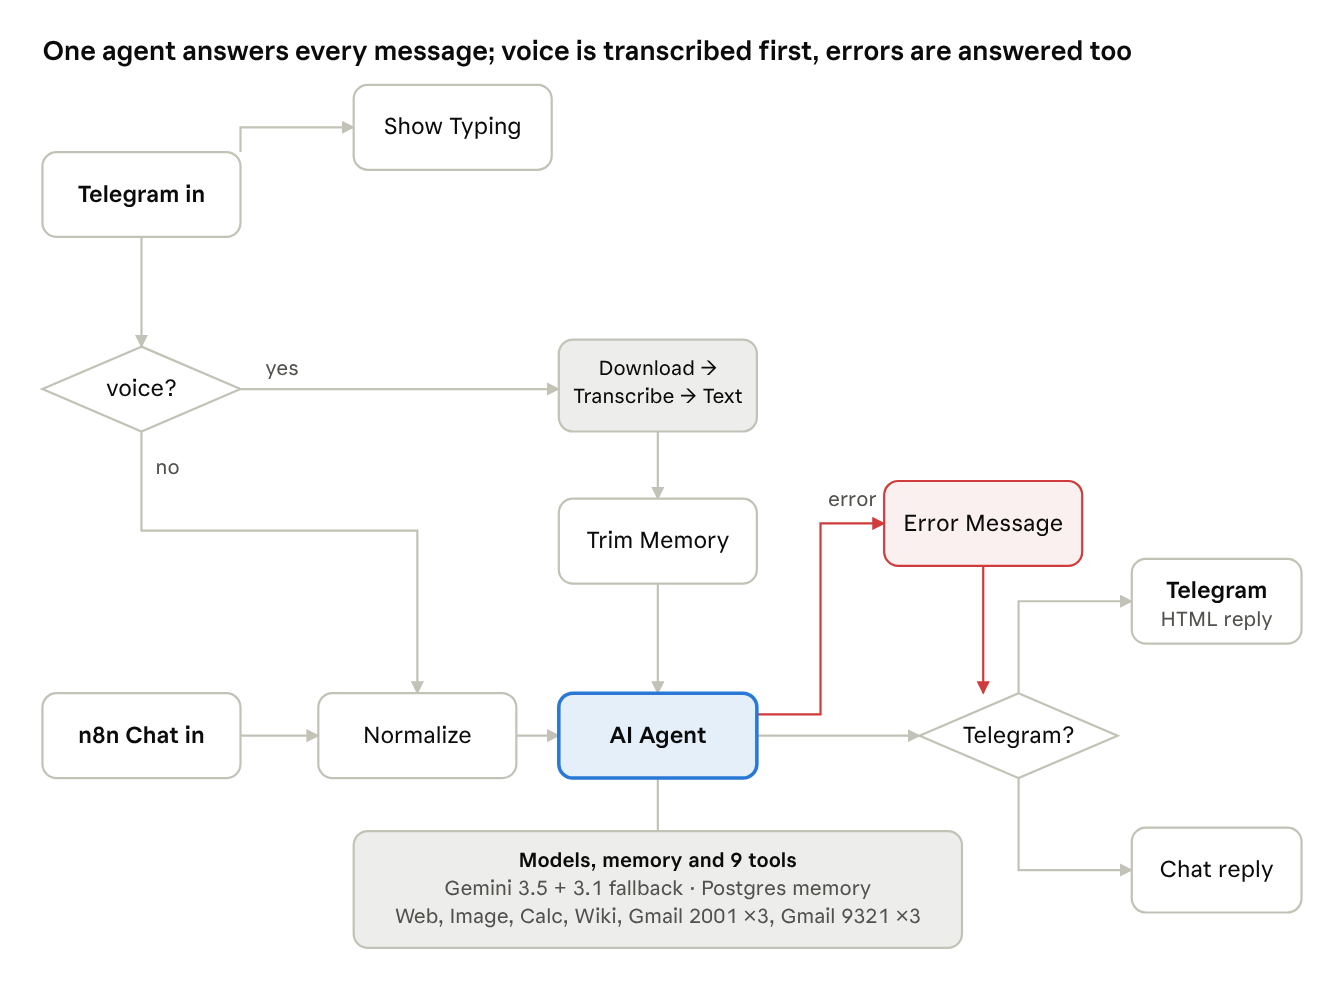 One agent answers every message; voice is transcribed first, errors are answered too
Show Typing
Telegram in
voice?
yes
no
Download →
Transcribe → Text
Trim Memory
error
Error Message
Telegram
HTML reply
n8n Chat in
Normalize
AI Agent
Telegram?
Chat reply
Models, memory and 9 tools
Gemini 3.5 + 3.1 fallback · Postgres memory
Web, Image, Calc, Wiki, Gmail 2001 ×3, Gmail 9321 ×3